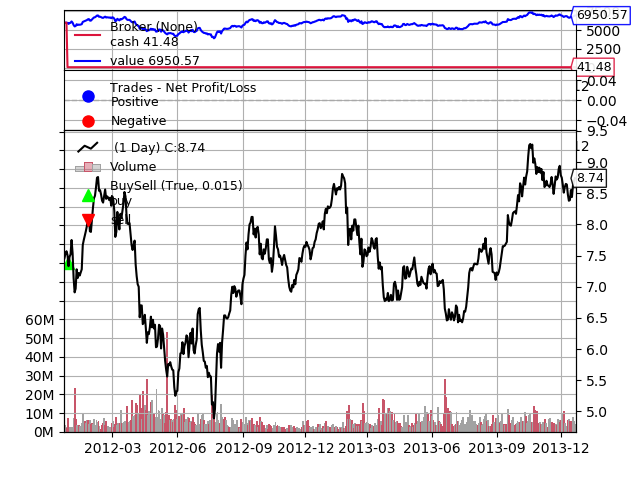 Broker (None)
cash 41.48
value 6950.57
6950.57
5000
2500
41.48
Trades - Net Profit/Loss
Positive
Negative
0.04
0.00
−0.04
(1 Day) C:8.74
Volume
BuySell (True, 0.015)
buy
sell
9.5
9.0
8.74
8.5
8.0
7.5
7.0
6.5
6.0
5.5
5.0
60M
50M
40M
30M
20M
10M
0M
2012-03
2012-06
2012-09
2012-12
2013-03
2013-06
2013-09
2013-12